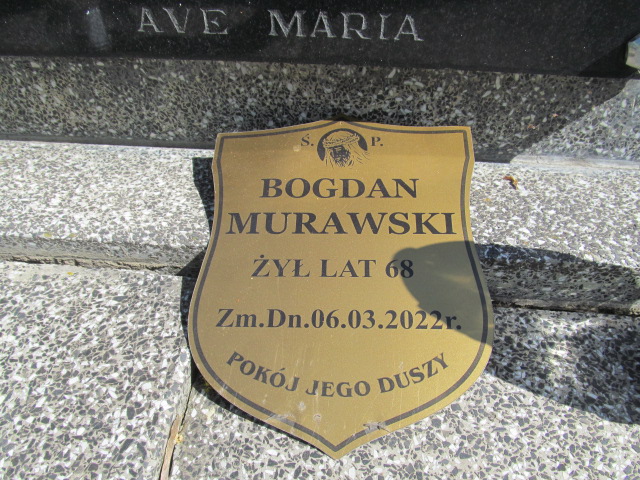 AVE MARIA
Ś. P.
BOGDAN
MURAWSKI
ŻYŁ LAT 68
Zm.Dn.06.03.2022r.
POKÓJ JEGO DUSZY